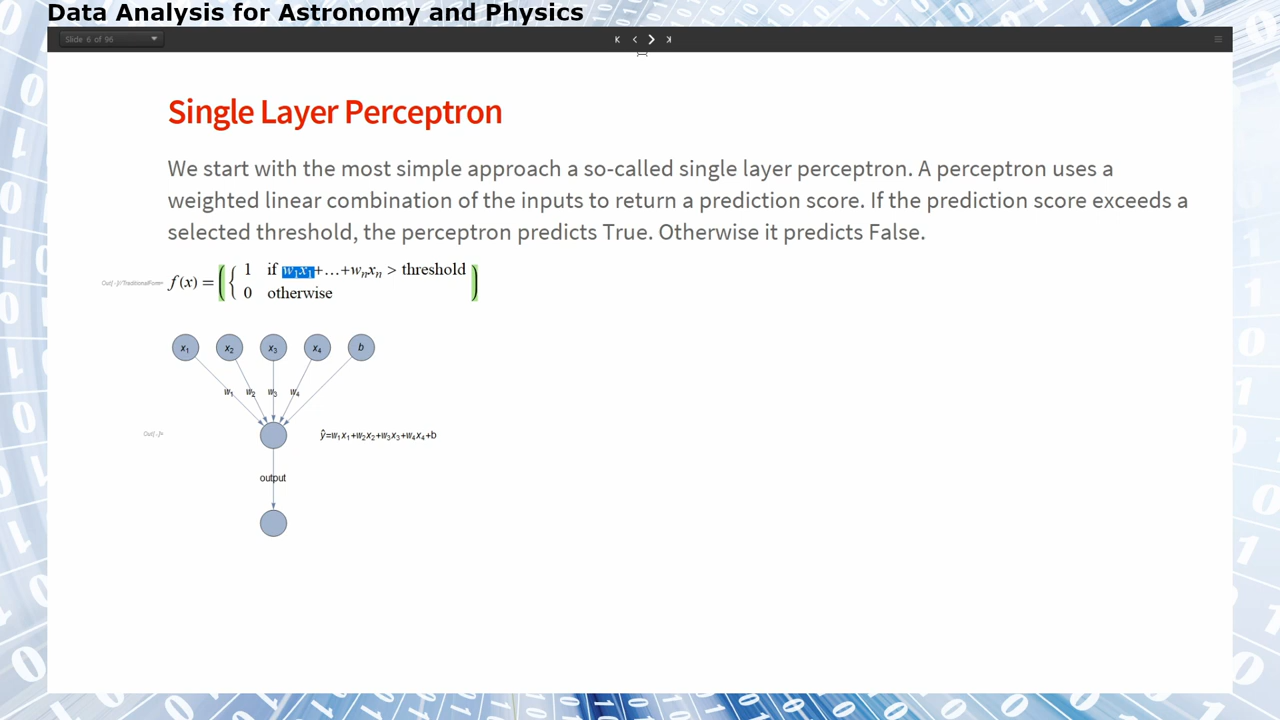 Data Analysis for Astronomy and Physics
Slide 6 of 96
Single Layer Perceptron
We start with the most simple approach a so-called single layer perceptron. A perceptron uses a
weighted linear combination of the inputs to return a prediction score. If the prediction score exceeds a
selected threshold, the perceptron predicts True. Otherwise it predicts False.
Out[·]//TraditionalForm=
f(x) = ( { 1 if w₁x₁+…+wₙxₙ > threshold
0 otherwise )
x₁ x₂ x₃ x₄ b
w₁ w₂ w₃ w₄
Out[·]=
ŷ=w₁x₁+w₂x₂+w₃x₃+w₄x₄+b
output